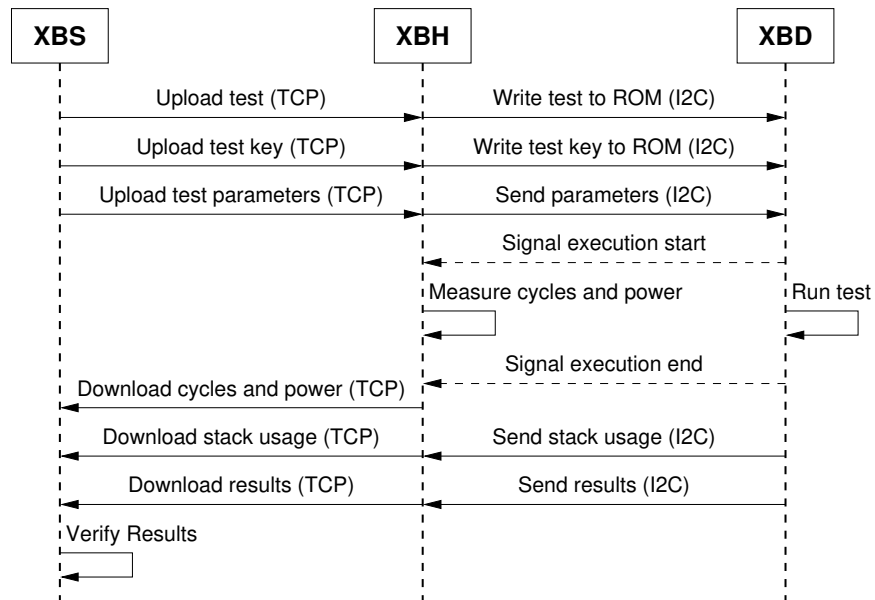 XBS XBH XBD
Upload test (TCP) Write test to ROM (I2C)
Upload test key (TCP) Write test key to ROM (I2C)
Upload test parameters (TCP) Send parameters (I2C)
Signal execution start
Measure cycles and power Run test
Signal execution end
Download cycles and power (TCP)
Download stack usage (TCP) Send stack usage (I2C)
Download results (TCP) Send results (I2C)
Verify Results